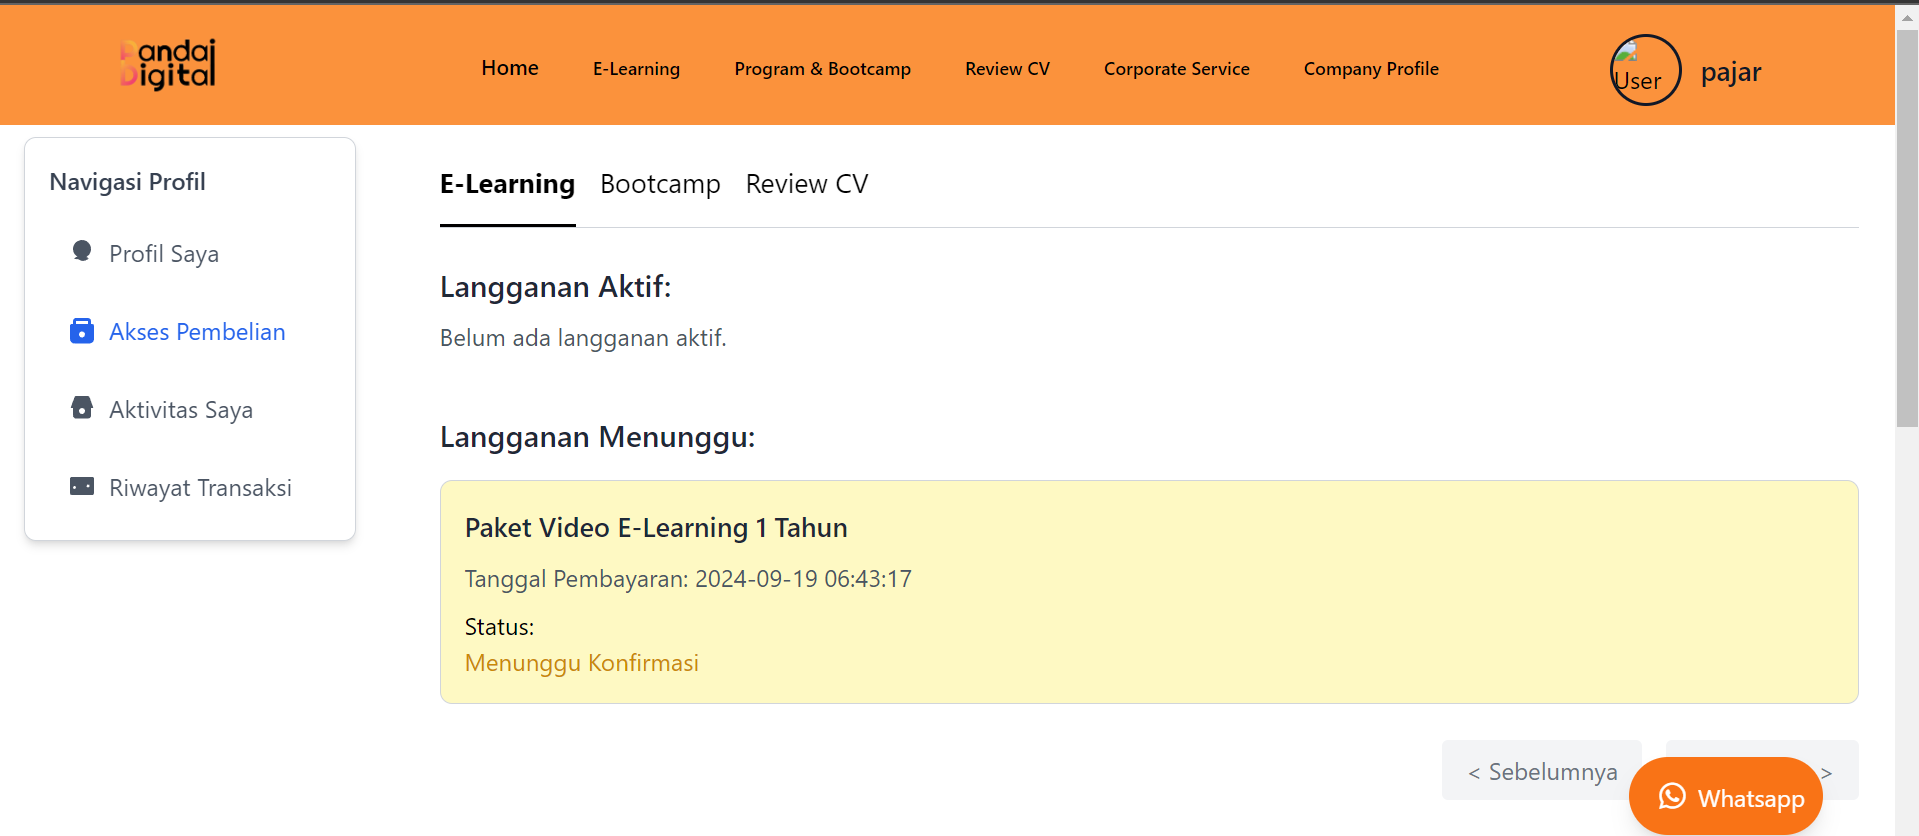 Pandai
Digital
Home
E-Learning
Program & Bootcamp
Review CV
Corporate Service
Company Profile
User
pajar
Navigasi Profil
Profil Saya
Akses Pembelian
Aktivitas Saya
Riwayat Transaksi
E-Learning
Bootcamp
Review CV
Langganan Aktif:
Belum ada langganan aktif.
Langganan Menunggu:
Paket Video E-Learning 1 Tahun
Tanggal Pembayaran: 2024-09-19 06:43:17
Status:
Menunggu Konfirmasi
< Sebelumnya
>
Whatsapp